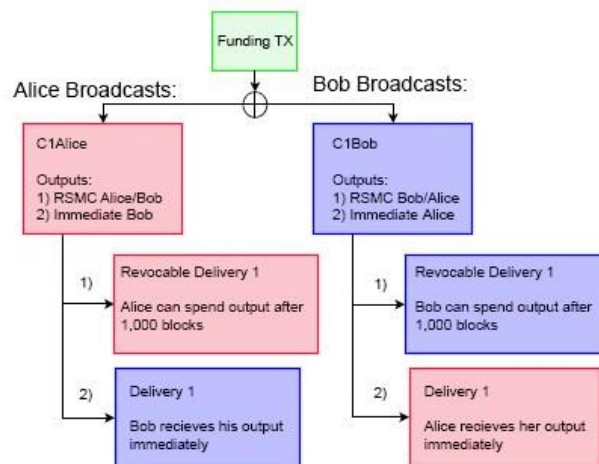 Funding TX
Alice Broadcasts:
Bob Broadcasts:
C1Alice
Outputs:
1) RSMC Alice/Bob
2) Immediate Bob
C1Bob
Outputs:
1) RSMC Bob/Alice
2) Immediate Alice
1)
Revocable Delivery 1
Alice can spend output after
1,000 blocks
1)
Revocable Delivery 1
Bob can spend output after
1,000 blocks
2)
Delivery 1
Bob recieves his output
immediately
2)
Delivery 1
Alice recieves her output
immediately